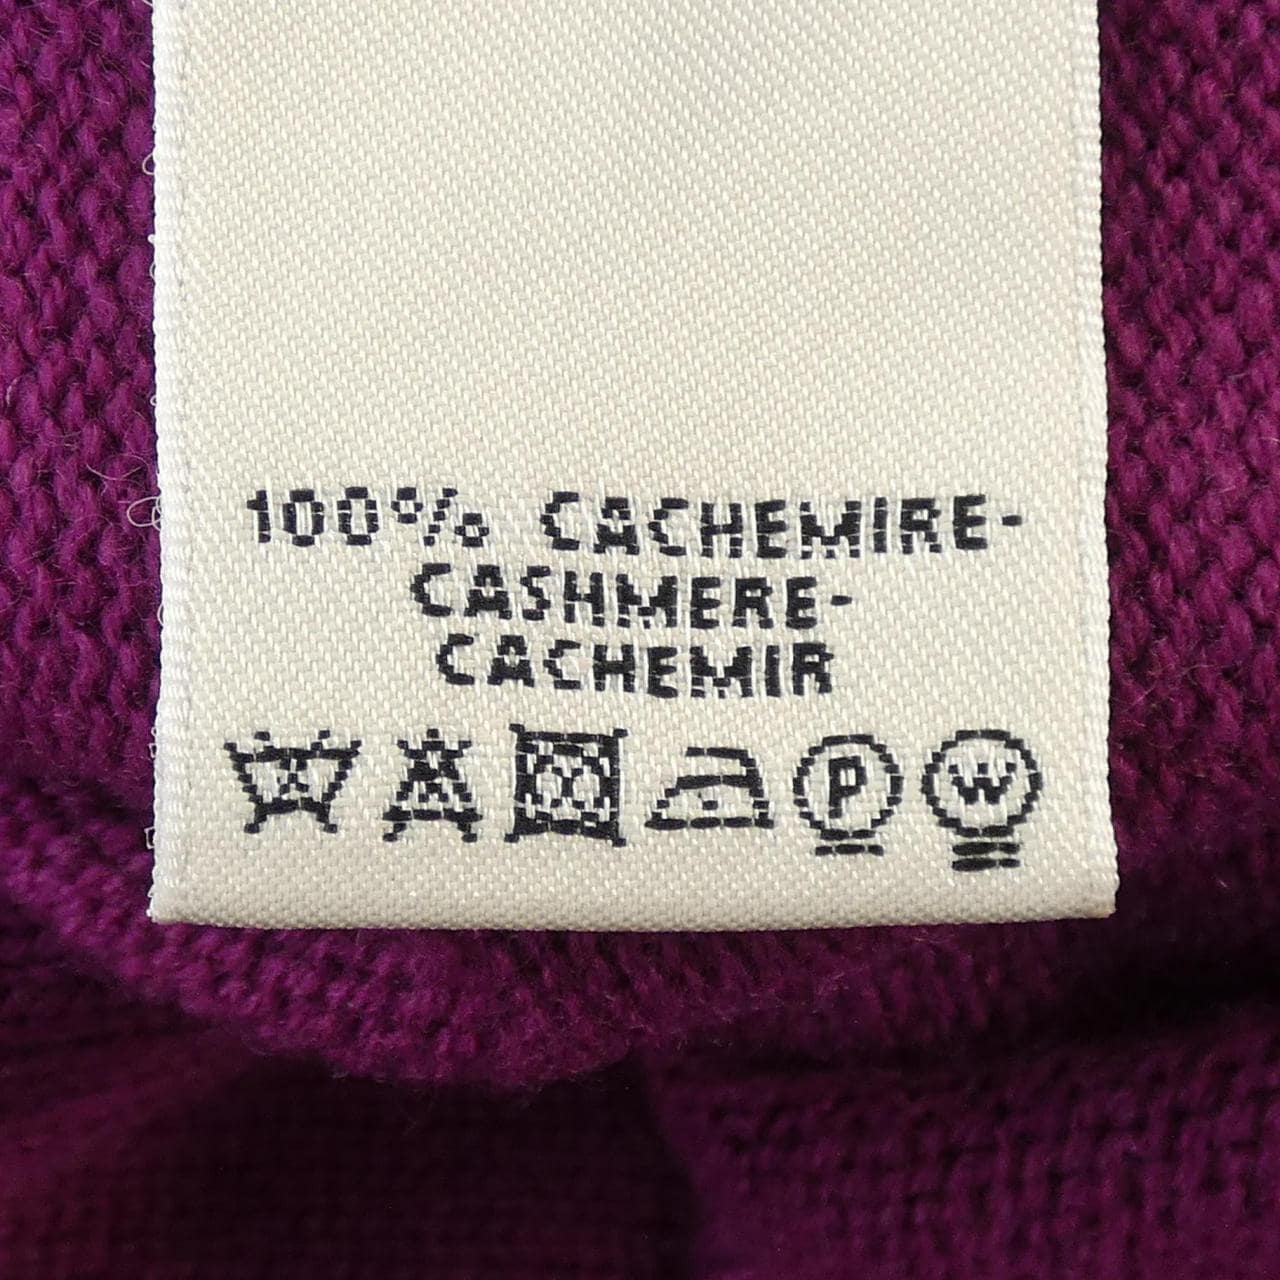 100% CACHEMIRE-
CASHMERE-
CACHEMIR
P W